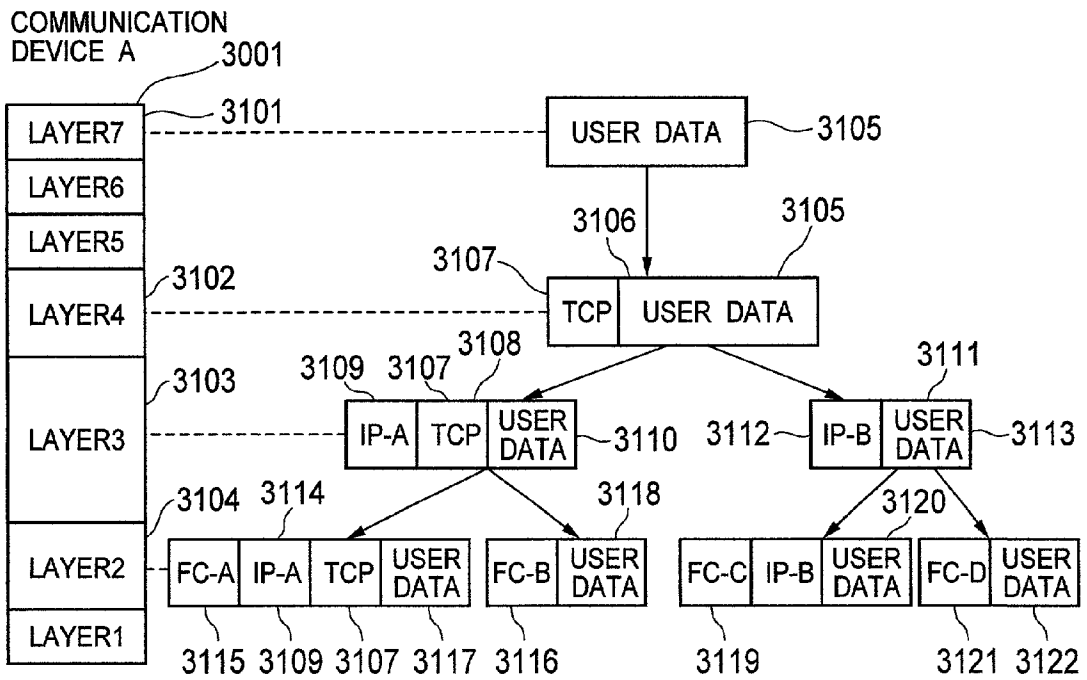 COMMUNICATION
DEVICE A
3001
3101
LAYER7
USER DATA
3105
LAYER6
LAYER5
3106
3105
3107
3102
LAYER4
TCP
USER DATA
3108
3109
3107
3111
3103
LAYER3
IP-A
TCP
USER
DATA
3110
3112
IP-B
USER
DATA
3113
3104
3114
3118
3120
LAYER2
FC-A
IP-A
TCP
USER
DATA
FC-B
USER
DATA
FC-C
IP-B
USER
DATA
FC-D
USER
DATA
LAYER1
3115
3109
3107
3117
3116
3119
3121
3122